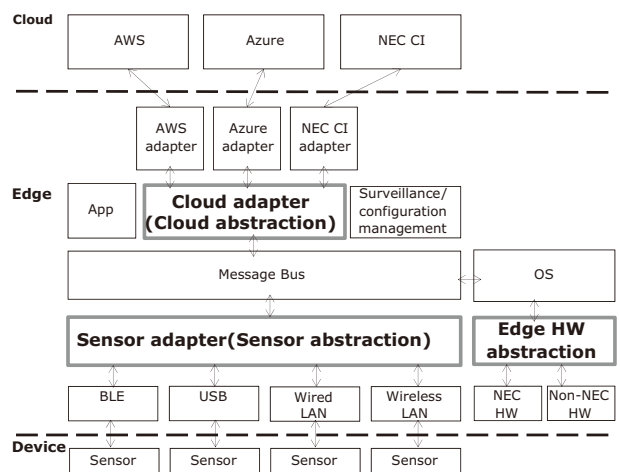 Cloud
AWS
Azure
NEC CI
AWS
adapter
Azure
adapter
NEC CI
adapter
Edge
App
Cloud adapter
(Cloud abstraction)
Surveillance/
configuration
management
Message Bus
OS
Sensor adapter(Sensor abstraction)
Edge HW
abstraction
BLE
USB
Wired
LAN
Wireless
LAN
NEC
HW
Non-NEC
HW
Device
Sensor
Sensor
Sensor
Sensor